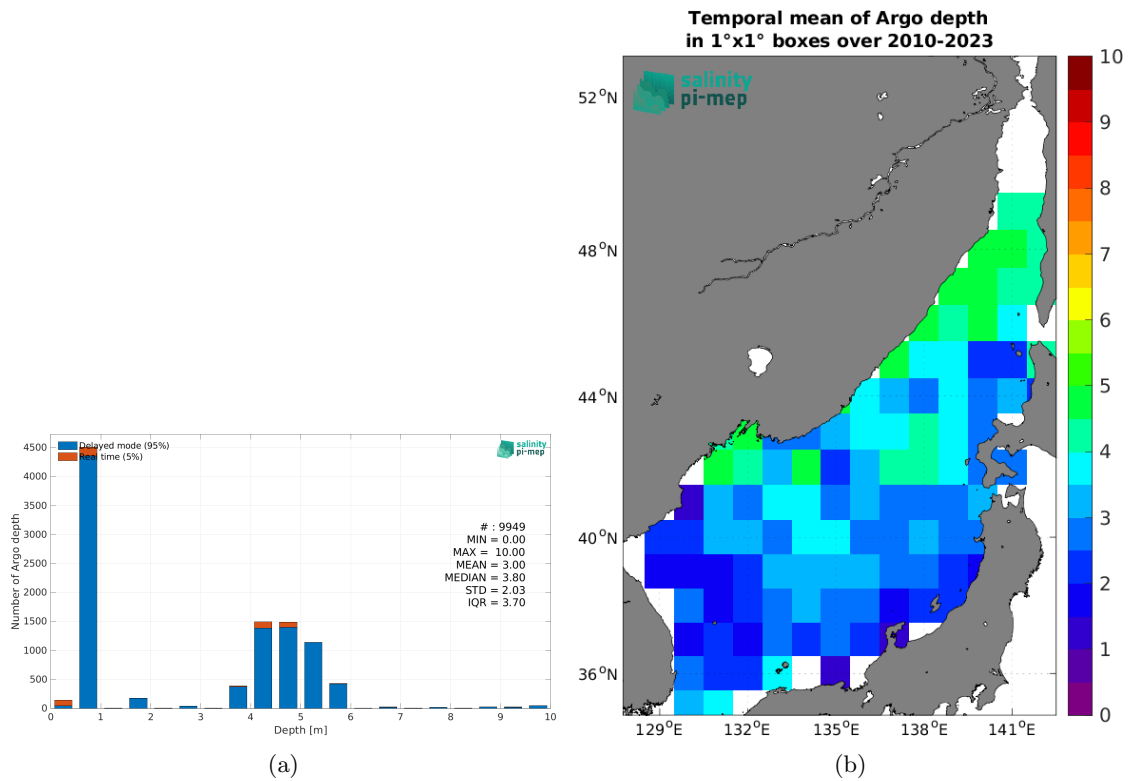 Temporal mean of Argo depth
in 1°x1° boxes over 2010-2023
salinity
pi-mep
52°N
48°N
44°N
40°N
36°N
129°E
132°E
135°E
138°E
141°E
10
9
8
7
6
5
4
3
2
1
0
(b)
Delayed mode (95%)
Real time (5%)
salinity
pi-mep
# : 9949
MIN = 0.00
MAX = 10.00
MEAN = 3.00
MEDIAN = 3.80
STD = 2.03
IQR = 3.70
Number of Argo depth
4500
4000
3500
3000
2500
2000
1500
1000
500
0
0
1
2
3
4
5
6
7
8
9
10
Depth [m]
(a)